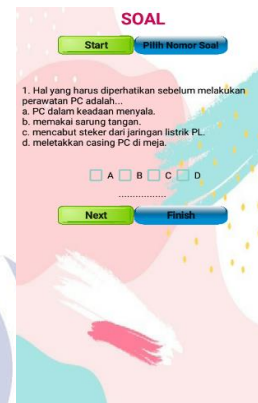 SOAL
Start
Pilih Nomor Soal
1. Hal yang harus diperhatikan sebelum melakukan
perawatan PC adalah...
a. PC dalam keadaan menyala.
b. memakai sarung tangan.
c. mencabut steker dari jaringan listrik PL.
d. meletakkan casing PC di meja.
A B C D
.................
Next
Finish